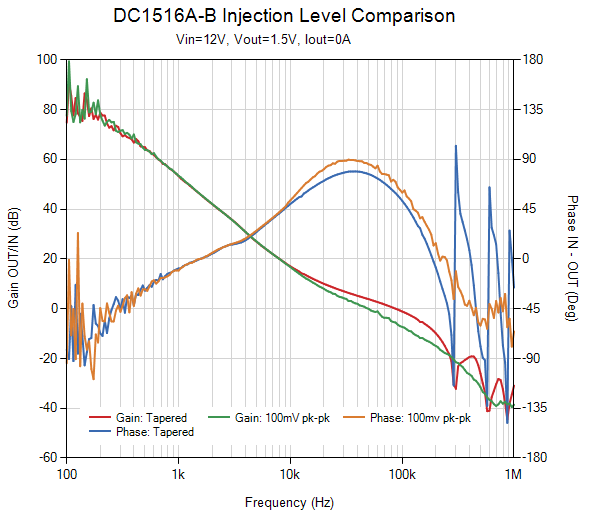 DC1516A-B Injection Level Comparison
Vin=12V, Vout=1.5V, Iout=0A
100 180
80 135
60 90
40 45
20 0
0 -45
-20 -90
-40 -135
-60 -180
Gain OUT/IN (dB)
Phase IN - OUT (Deg)
Gain: Tapered Gain: 100mV pk-pk Phase: 100mv pk-pk
Phase: Tapered
100 1k 10k 100k 1M
Frequency (Hz)